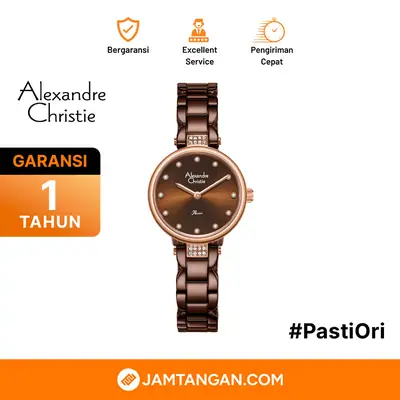 Bergaransi
Excellent
Service
Pengiriman
Cepat
Alexandre
Christie
GARANSI
1
TAHUN
Alexandre
Christie
#PastiOri
JAMTANGAN.COM